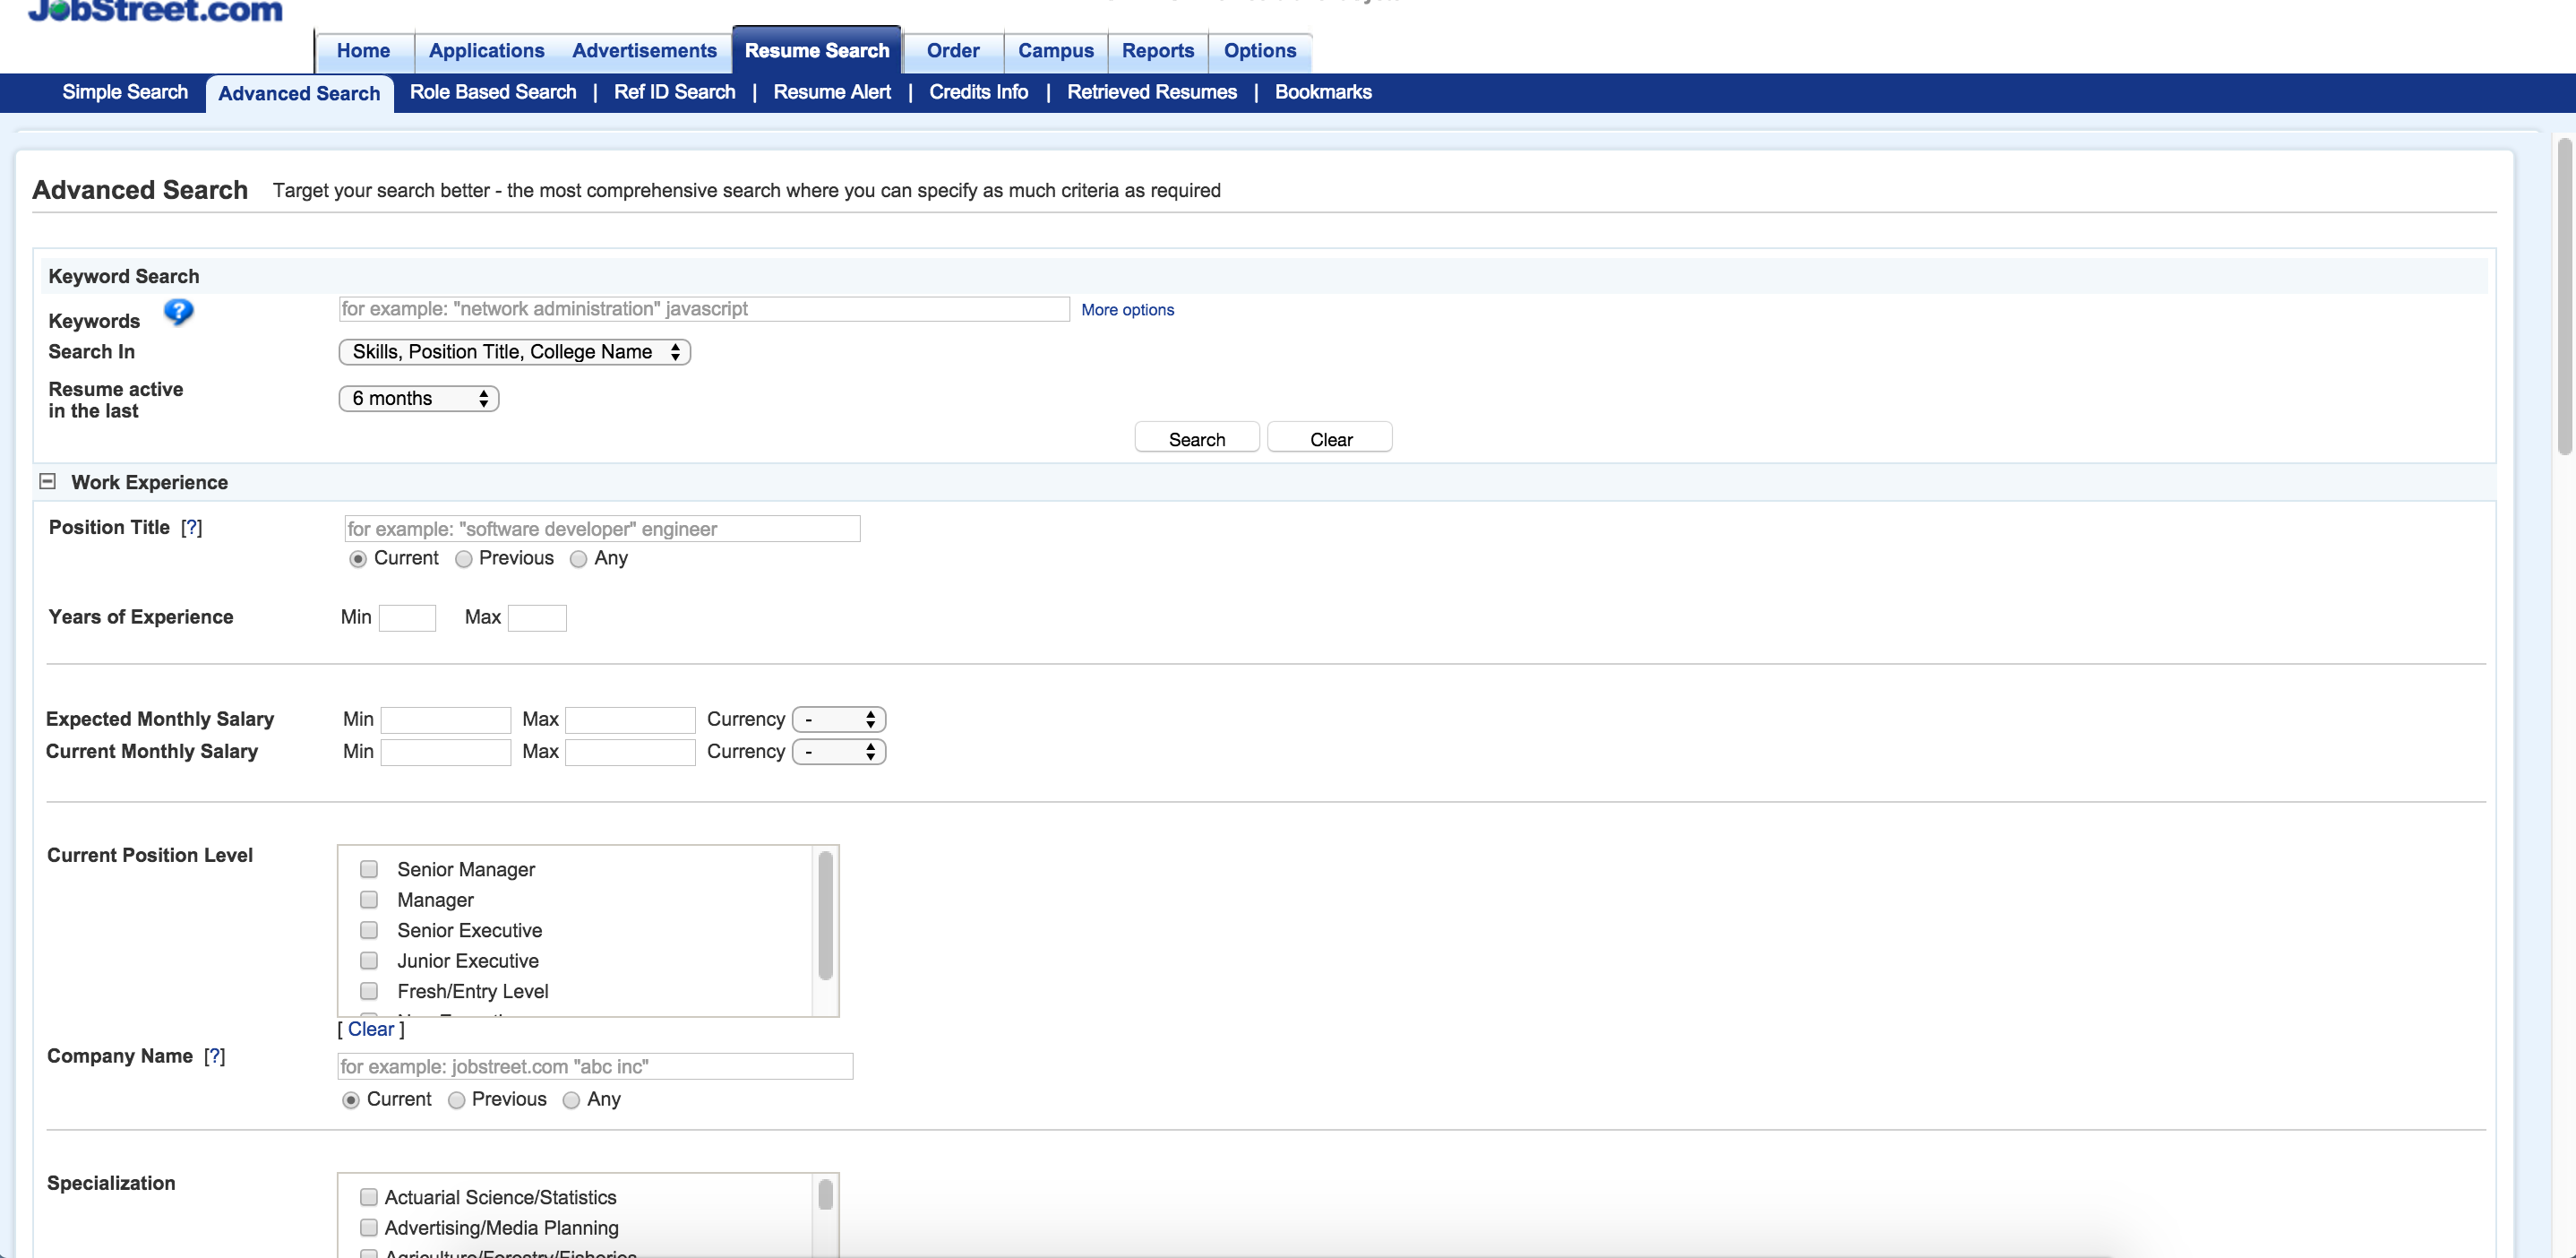 JobStreet.com
Home Applications Advertisements Resume Search Order Campus Reports Options
Simple Search Advanced Search Role Based Search | Ref ID Search | Resume Alert | Credits Info | Retrieved Resumes | Bookmarks
Advanced Search Target your search better - the most comprehensive search where you can specify as much criteria as required
Keyword Search
Keywords ? for example: "network administration" javascript More options
Search In Skills, Position Title, College Name
Resume active
in the last 6 months
Search Clear
Work Experience
Position Title [?] for example: "software developer" engineer
Current Previous Any
Years of Experience Min Max
Expected Monthly Salary Min Max Currency -
Current Monthly Salary Min Max Currency -
Current Position Level Senior Manager
Manager
Senior Executive
Junior Executive
Fresh/Entry Level
[ Clear ]
Company Name [?] for example: jobstreet.com "abc inc"
Current Previous Any
Specialization Actuarial Science/Statistics
Advertising/Media Planning
Agriculture/Forestry/Fisheries